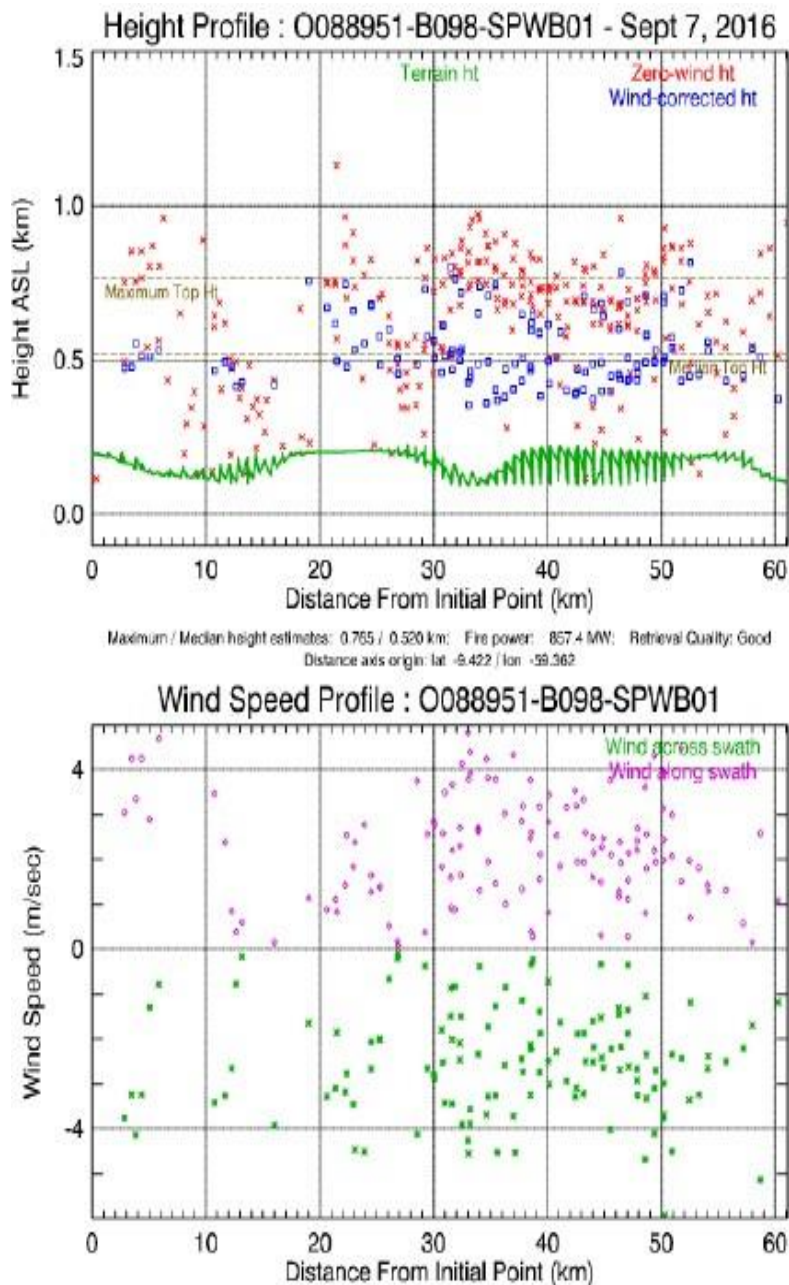 Height Profile : O088951-B098-SPWB01 - Sept 7, 2016
1.5
Terrain ht
Zero-wind ht
Wind-corrected ht
1.0
Maximum Top Ht
0.5
Median Top Ht
0.0
Height ASL (km)
0 10 20 30 40 50 60
Distance From Initial Point (km)
Maximum / Median height estimates: 0.765 / 0.520 km; Fire power: 857.4 MW; Retrieval Quality: Good
Distance axis origin: lat -9.422 / lon -59.362
Wind Speed Profile : O088951-B098-SPWB01
Wind across swath
Wind along swath
4
0
-4
Wind Speed (m/sec)
0 10 20 30 40 50 60
Distance From Initial Point (km)